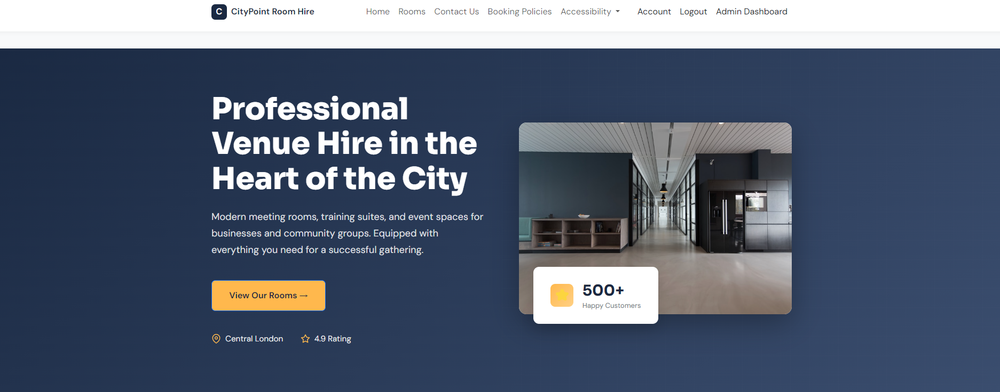 C CityPoint Room Hire
Home Rooms Contact Us Booking Policies Accessibility Account Logout Admin Dashboard
Professional
Venue Hire in the
Heart of the City
Modern meeting rooms, training suites, and event spaces for
businesses and community groups. Equipped with
everything you need for a successful gathering.
View Our Rooms →
Central London 4.9 Rating
500+
Happy Customers